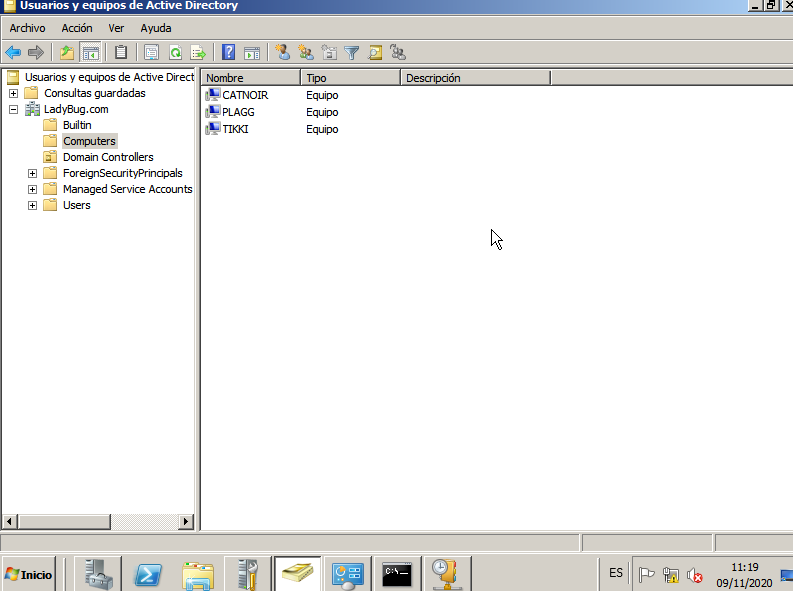 Usuarios y equipos de Active Directory
Archivo Acción Ver Ayuda
Usuarios y equipos de Active Direct
Consultas guardadas
LadyBug.com
Builtin
Computers
Domain Controllers
ForeignSecurityPrincipals
Managed Service Accounts
Users
Nombre Tipo Descripción
CATNOIR Equipo
PLAGG Equipo
TIKKI Equipo
Inicio
C:\
ES
11:19
09/11/2020